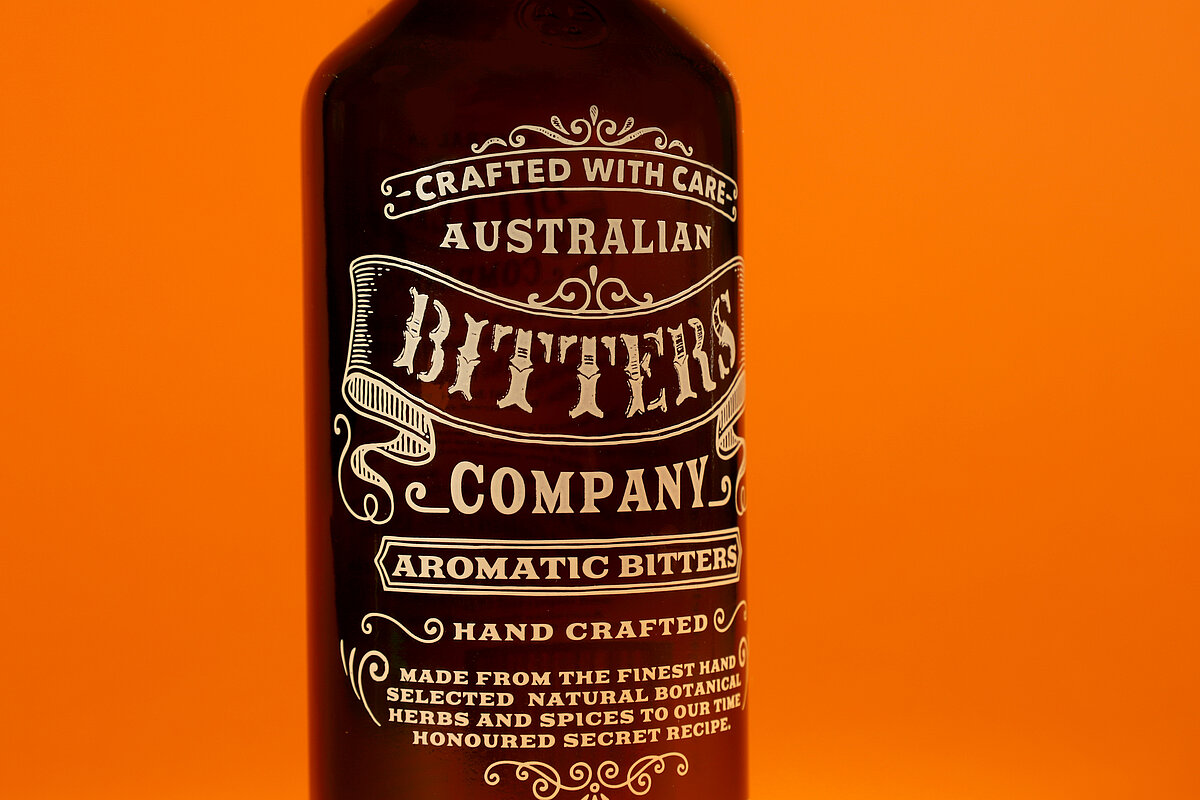 -CRAFTED WITH CARE-
AUSTRALIAN
BITTERS
COMPANY
AROMATIC BITTERS
HAND CRAFTED
MADE FROM THE FINEST HAND
SELECTED NATURAL BOTANICAL
HERBS AND SPICES TO OUR TIME
HONOURED SECRET RECIPE.